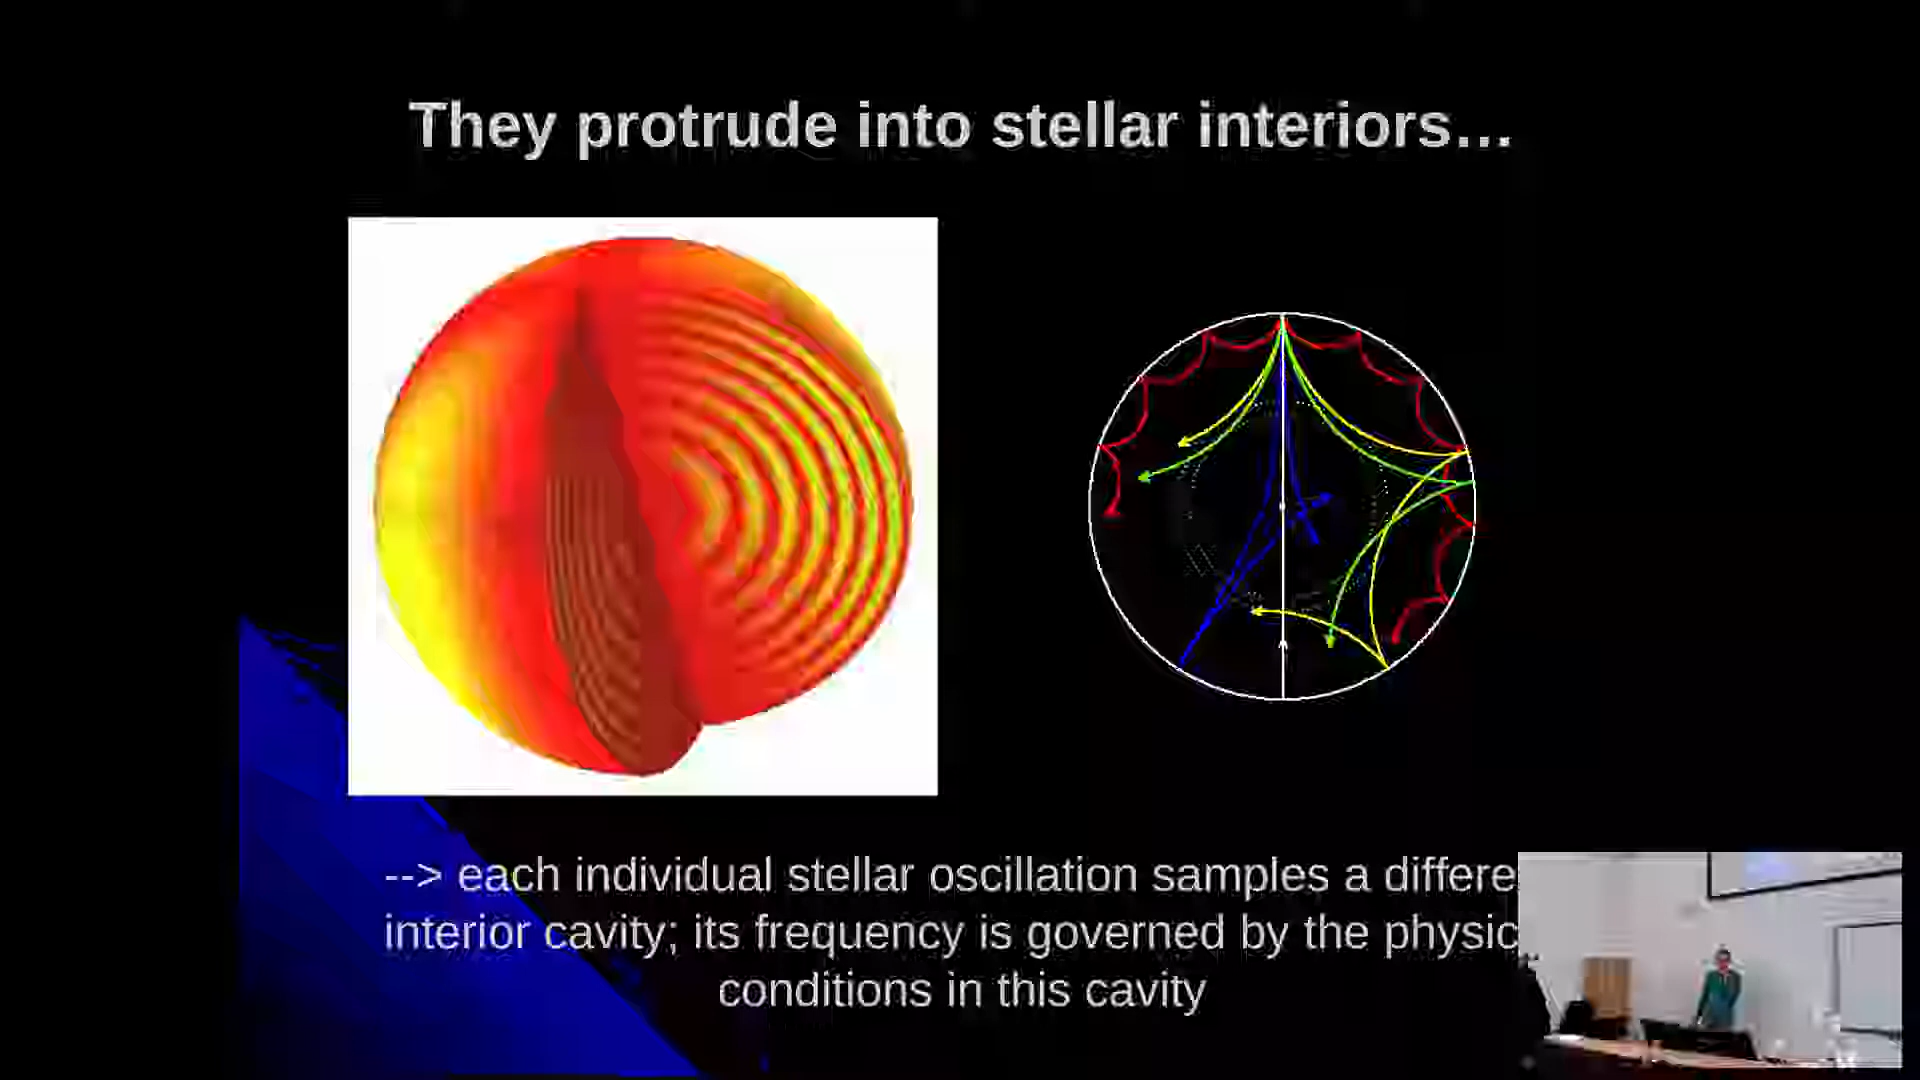 They protrude into stellar interiors...
--> each individual stellar oscillation samples a differe
interior cavity; its frequency is governed by the physic
conditions in this cavity